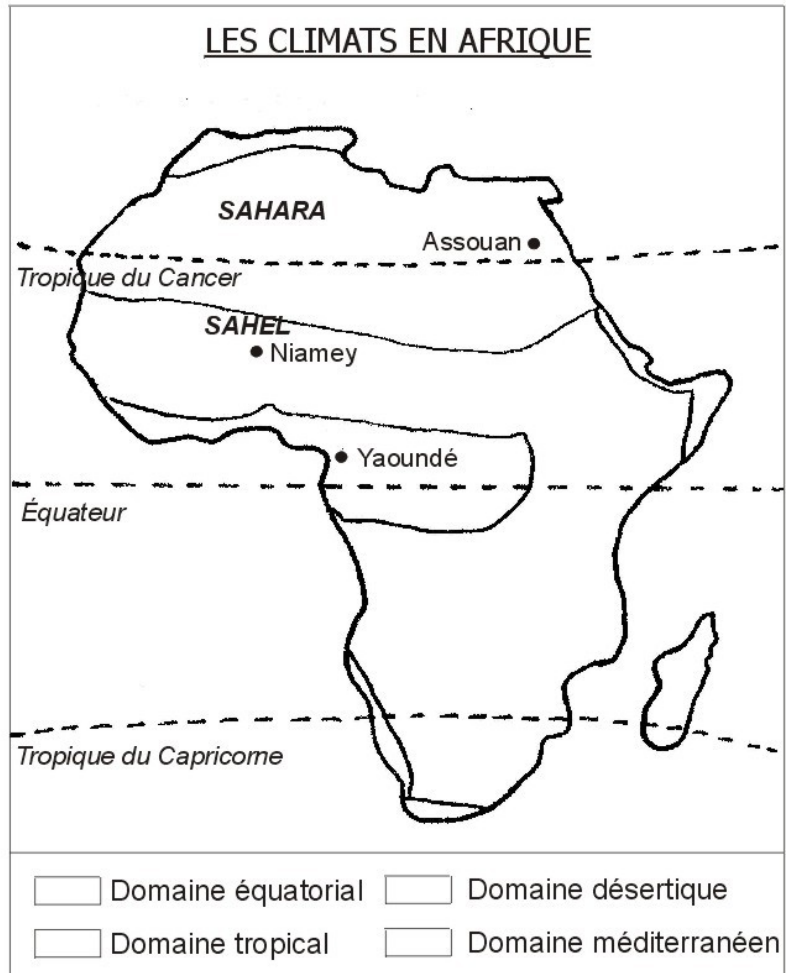 LES CLIMATS EN AFRIQUE
SAHARA
Assouan
Tropique du Cancer
SAHEL
Niamey
Yaoundé
Équateur
Tropique du Capricorne
Domaine équatorial
Domaine désertique
Domaine tropical
Domaine méditerranéen